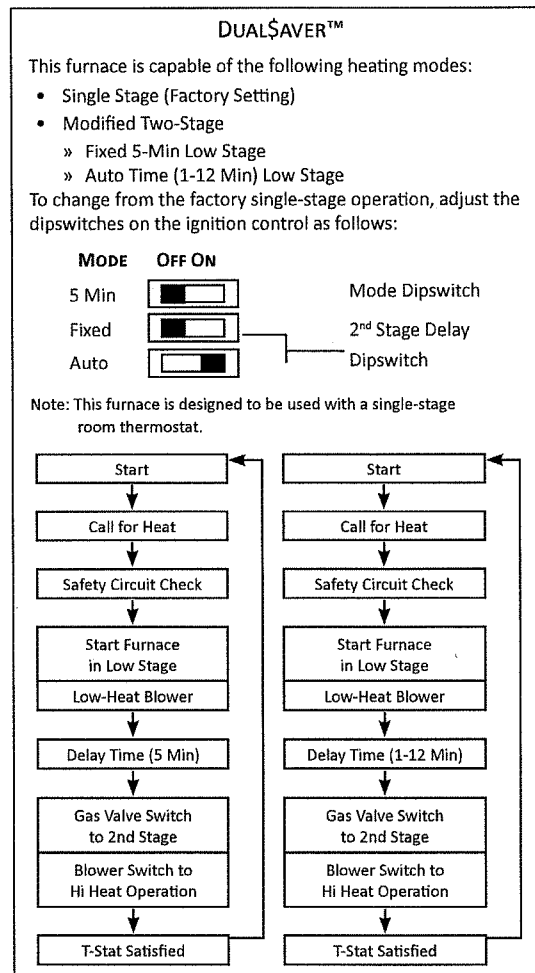 DUAL$AVER™
This furnace is capable of the following heating modes:
• Single Stage (Factory Setting)
• Modified Two-Stage
» Fixed 5-Min Low Stage
» Auto Time (1-12 Min) Low Stage
To change from the factory single-stage operation, adjust the
dipswitches on the ignition control as follows:
MODE OFF ON
5 Min Mode Dipswitch
Fixed 2nd Stage Delay
Auto Dipswitch
Note: This furnace is designed to be used with a single-stage
room thermostat.
Start
Call for Heat
Safety Circuit Check
Start Furnace
in Low Stage
Low-Heat Blower
Delay Time (5 Min)
Gas Valve Switch
to 2nd Stage
Blower Switch to
Hi Heat Operation
T-Stat Satisfied
Start
Call for Heat
Safety Circuit Check
Start Furnace
in Low Stage
Low-Heat Blower
Delay Time (1-12 Min)
Gas Valve Switch
to 2nd Stage
Blower Switch to
Hi Heat Operation
T-Stat Satisfied